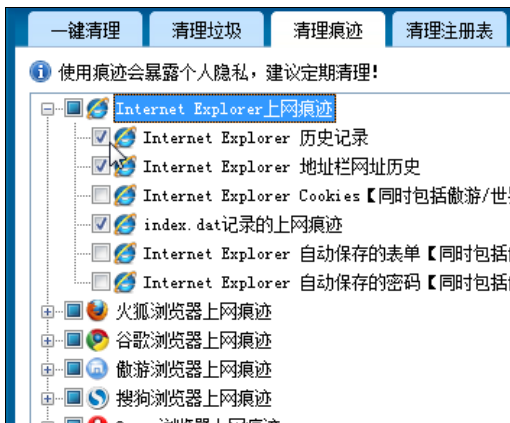 一键清理 清理垃圾 清理痕迹 清理注册表
使用痕迹会暴露个人隐私，建议定期清理！
Internet Explorer上网痕迹
Internet Explorer 历史记录
Internet Explorer 地址栏网址历史
Internet Explorer Cookies【同时包括傲游/世
index.dat记录的上网痕迹
Internet Explorer 自动保存的表单【同时包括
Internet Explorer 自动保存的密码【同时包括
火狐浏览器上网痕迹
谷歌浏览器上网痕迹
傲游浏览器上网痕迹
搜狗浏览器上网痕迹